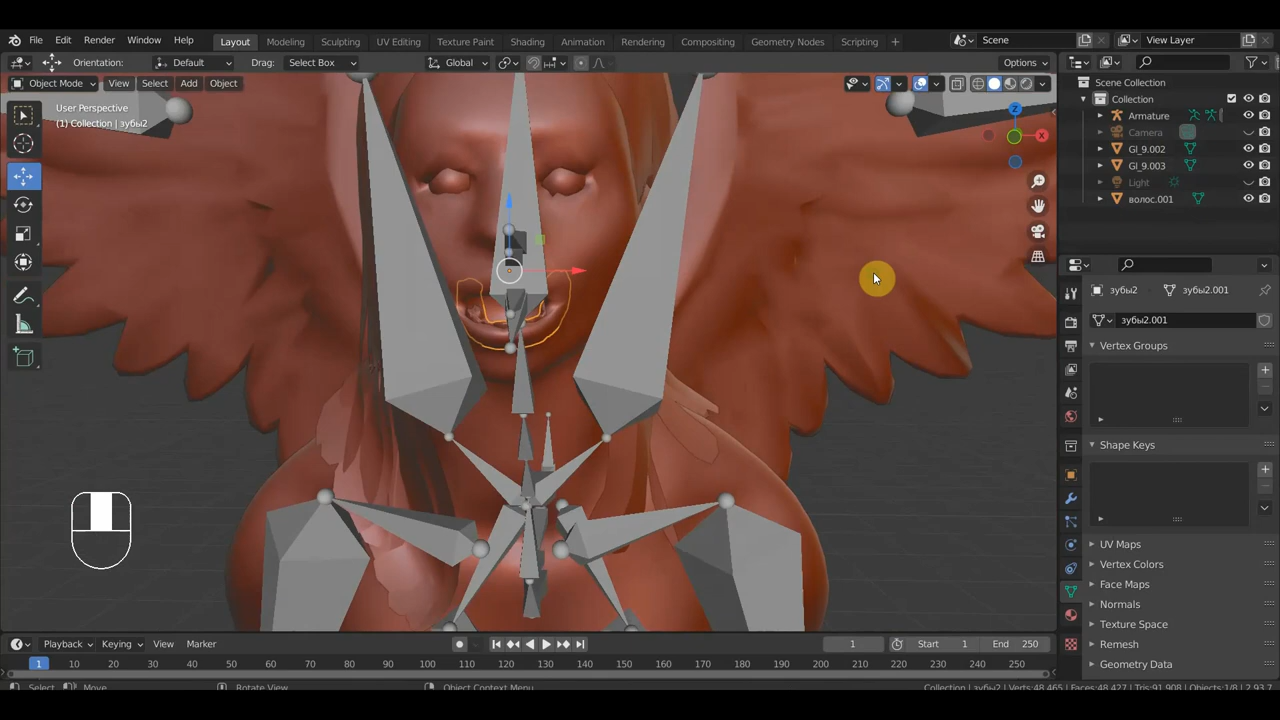 File Edit Render Window Help Layout Modeling Sculpting UV Editing Texture Paint Shading Animation Rendering Compositing Geometry Nodes Scripting + Scene View Layer
Orientation: Default Drag: Select Box Global Options
Object Mode View Select Add Object
User Perspective
(1) Collection | зубы2
Z
X
Scene Collection
Collection
Armature
Camera
Gl_9.002
Gl_9.003
Light
волос.001
зубы2 зубы2.001
зубы2.001
Vertex Groups
Shape Keys
UV Maps
Vertex Colors
Face Maps
Normals
Texture Space
Remesh
Geometry Data
Playback Keying View Marker 1 Start 1 End 250
1 10 20 30 40 50 60 70 80 90 100 110 120 130 140 150 160 170 180 190 200 210 220 230 240 250
Select Move Rotate View Object Context Menu Collection | зубы2 | Verts:48,465 | Faces:48,427 | Tris:91,908 | Objects:1/8 | 2.93.7